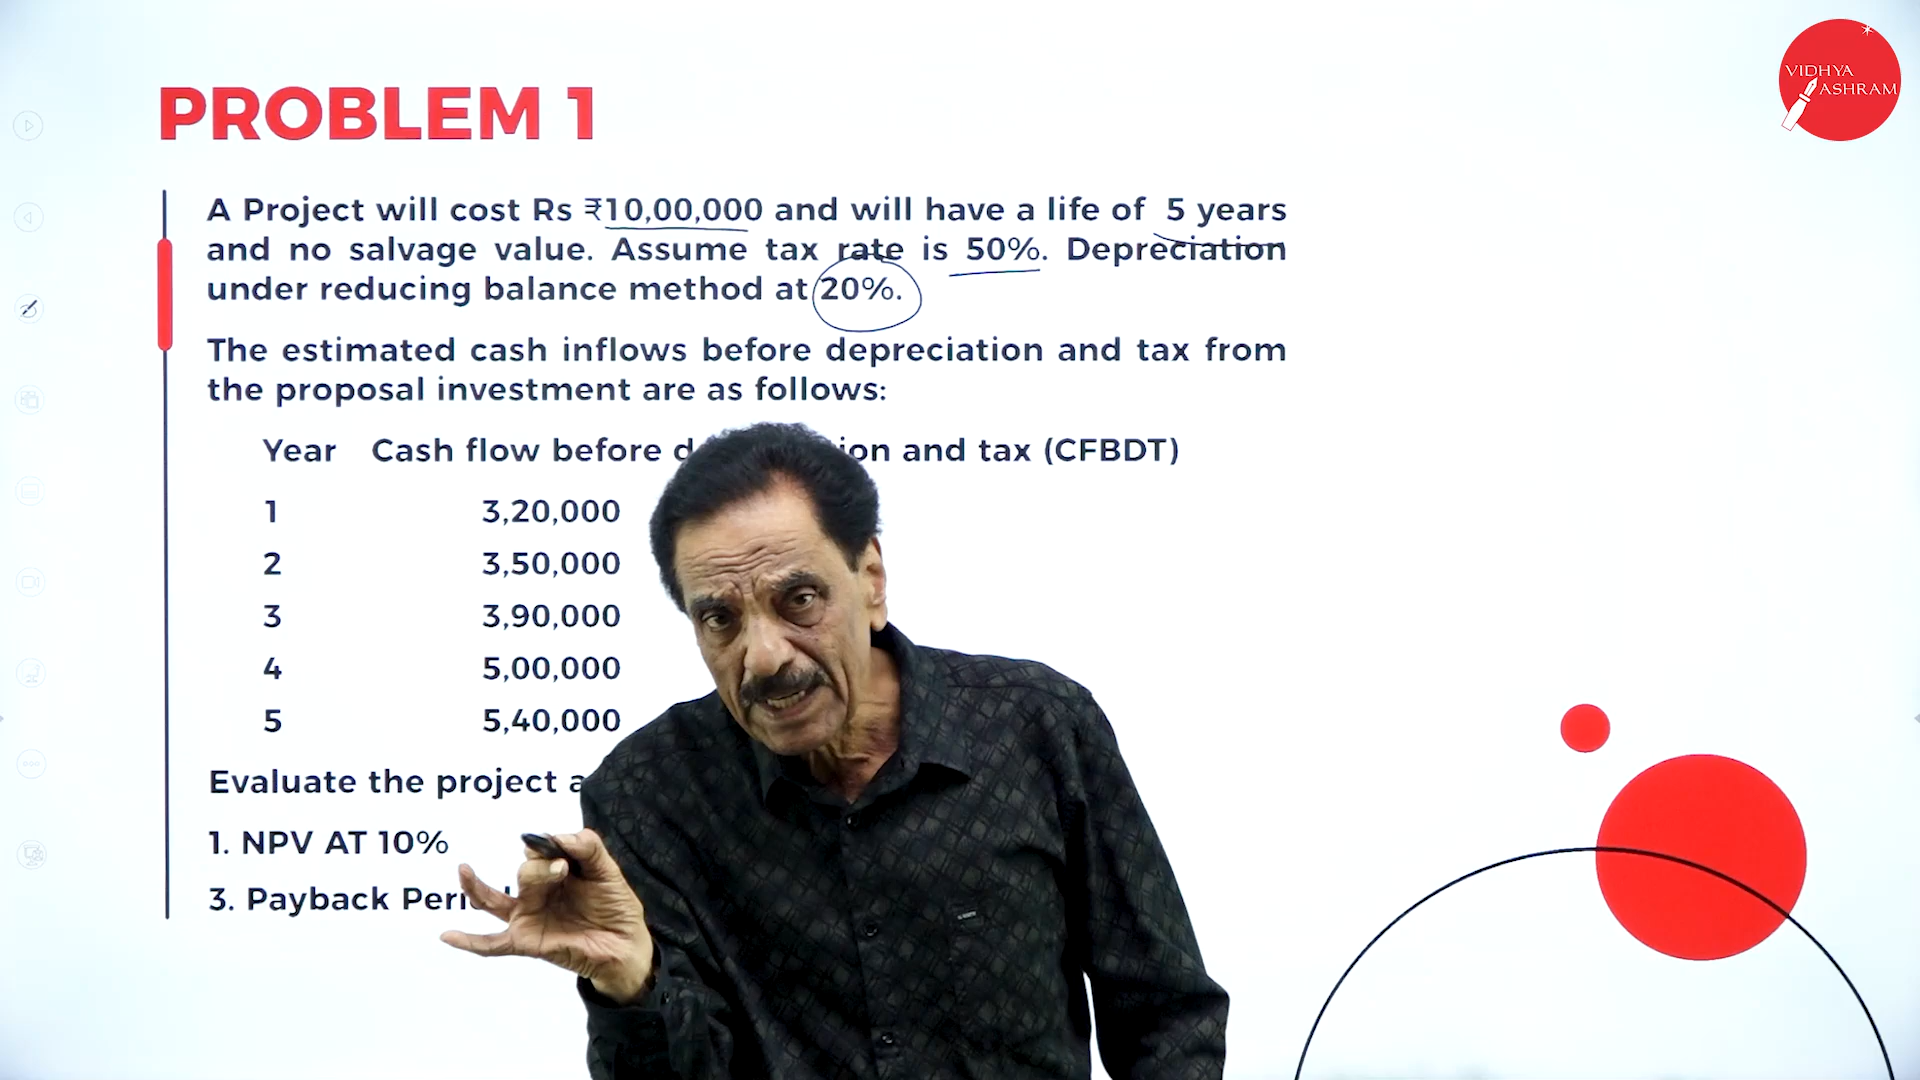 VIDHYA
ASHRAM
PROBLEM 1
A Project will cost Rs ₹10,00,000 and will have a life of 5 years
and no salvage value. Assume tax rate is 50%. Depreciation
under reducing balance method at 20%.
The estimated cash inflows before depreciation and tax from
the proposal investment are as follows:
Year Cash flow before and tax (CFBDT)
1 3,20,000
2 3,50,000
3 3,90,000
4 5,00,000
5 5,40,000
Evaluate the project
1. NPV AT 10%
3. Payback